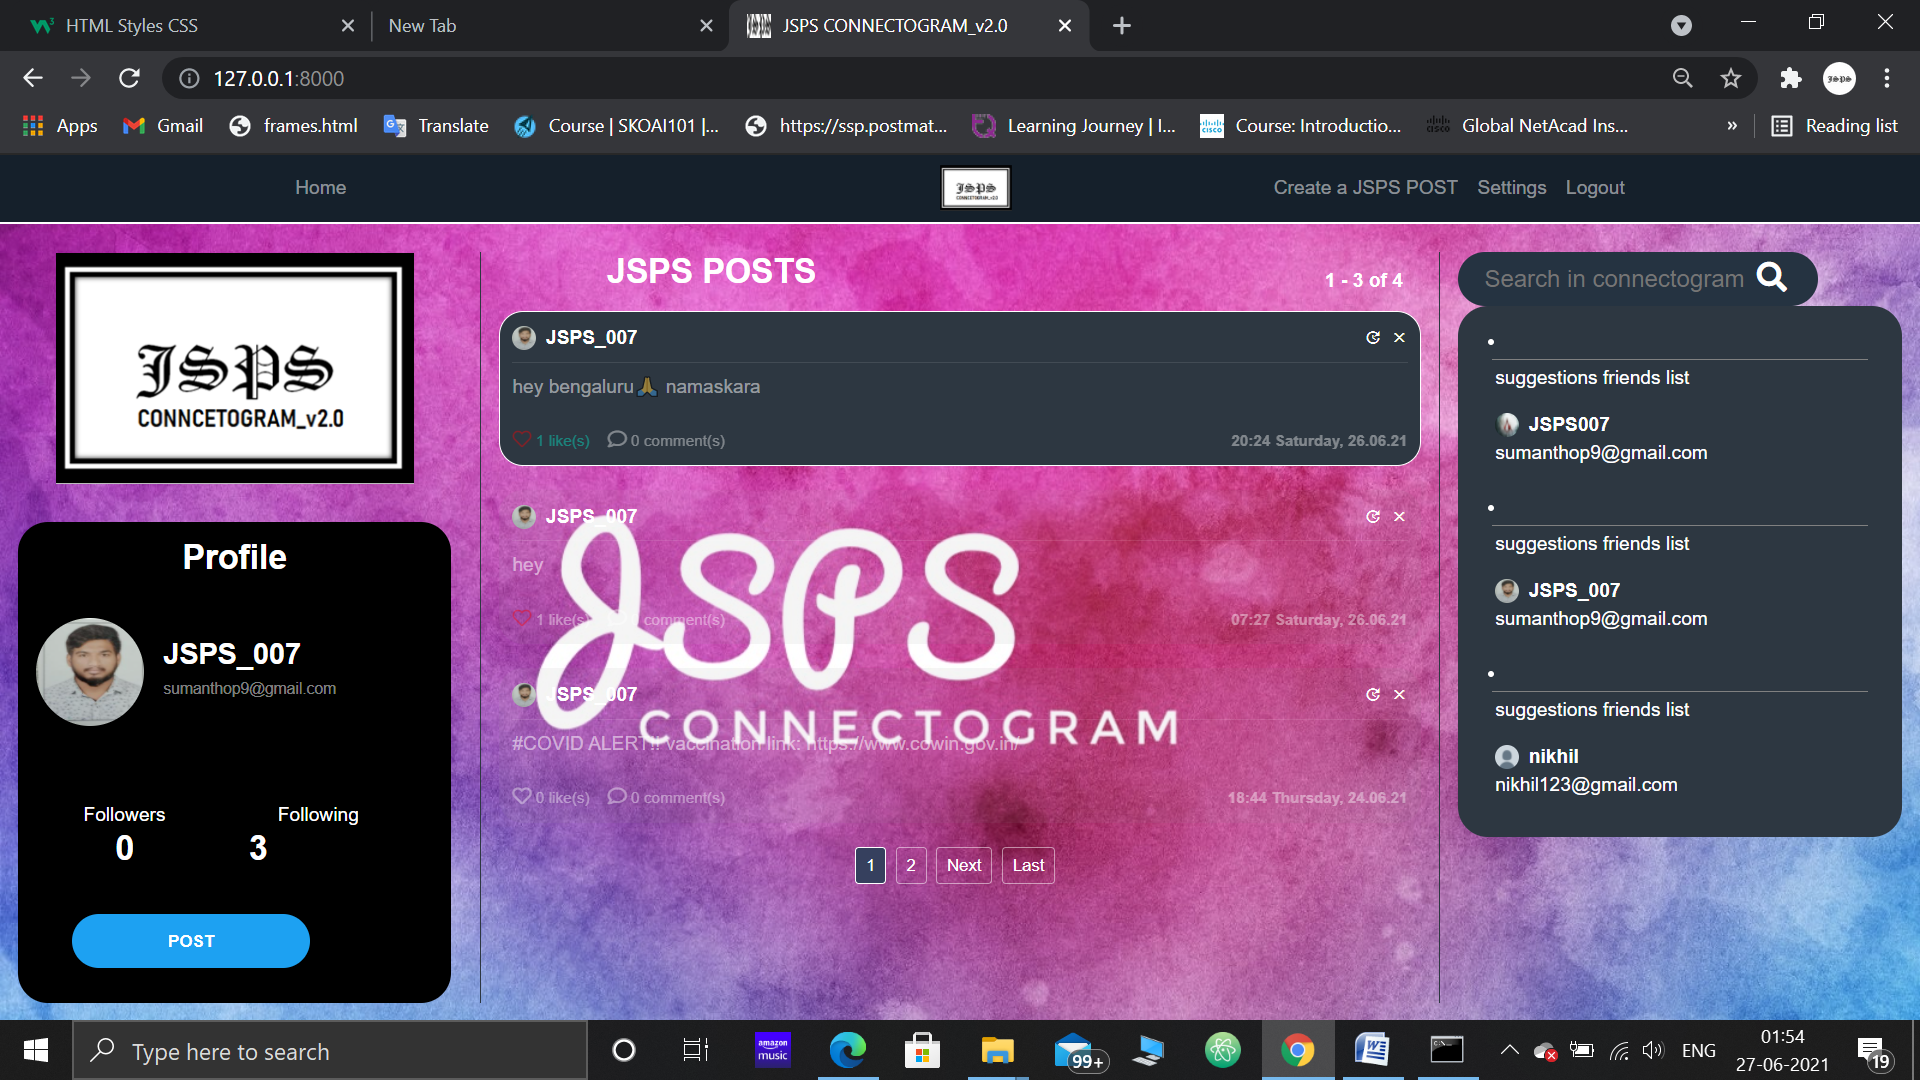 HTML Styles CSS
New Tab
JSPS CONNECTOGRAM_v2.0
127.0.0.1:8000
JSPS
Apps
Gmail
frames.html
Translate
Course | SKOAI101 |...
https://ssp.postmat...
Learning Journey | I...
Course: Introductio...
Global NetAcad Ins...
»
Reading list
Home
JSPS
CONNCETOGRAM_v2.0
Create a JSPS POST
Settings
Logout
JSPS
CONNCETOGRAM_v2.0
Profile
JSPS_007
sumanthop9@gmail.com
Followers
Following
0
3
POST
JSPS POSTS
1 - 3 of 4
JSPS_007
hey bengaluru🙏 namaskara
1 like(s)
0 comment(s)
20:24 Saturday, 26.06.21
JSPS_007
hey
1 like(s)
0 comment(s)
07:27 Saturday, 26.06.21
JSPS
CONNECTOGRAM
JSPS_007
#COVID ALERT!! vaccination link: https://www.cowin.gov.in/
0 like(s)
0 comment(s)
18:44 Thursday, 24.06.21
1
2
Next
Last
Search in connectogram
suggestions friends list
JSPS007
sumanthop9@gmail.com
suggestions friends list
JSPS_007
sumanthop9@gmail.com
suggestions friends list
nikhil
nikhil123@gmail.com
Type here to search
amazon
music
99+
ENG
01:54
27-06-2021
19